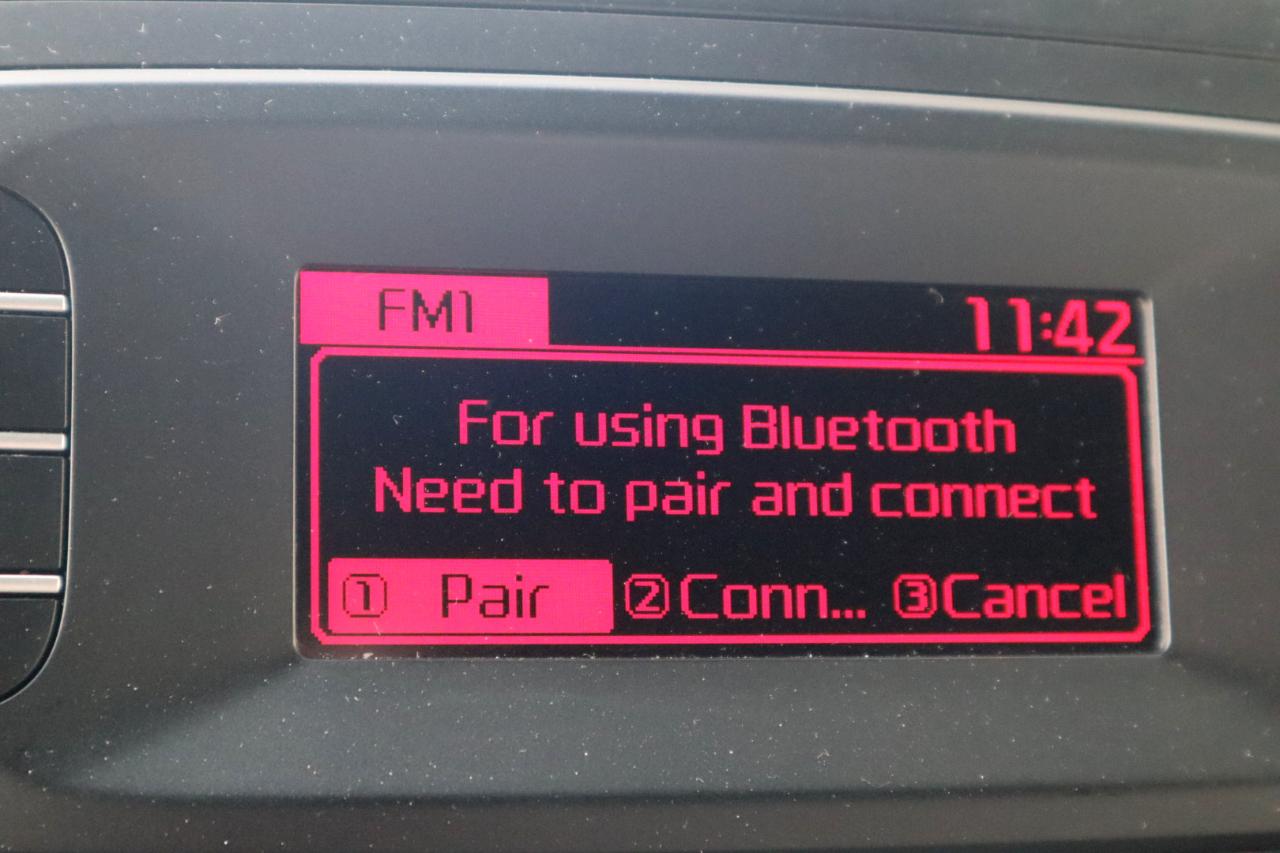 FM1 11:42
For using Bluetooth
Need to pair and connect
① Pair ②Conn... ③Cancel